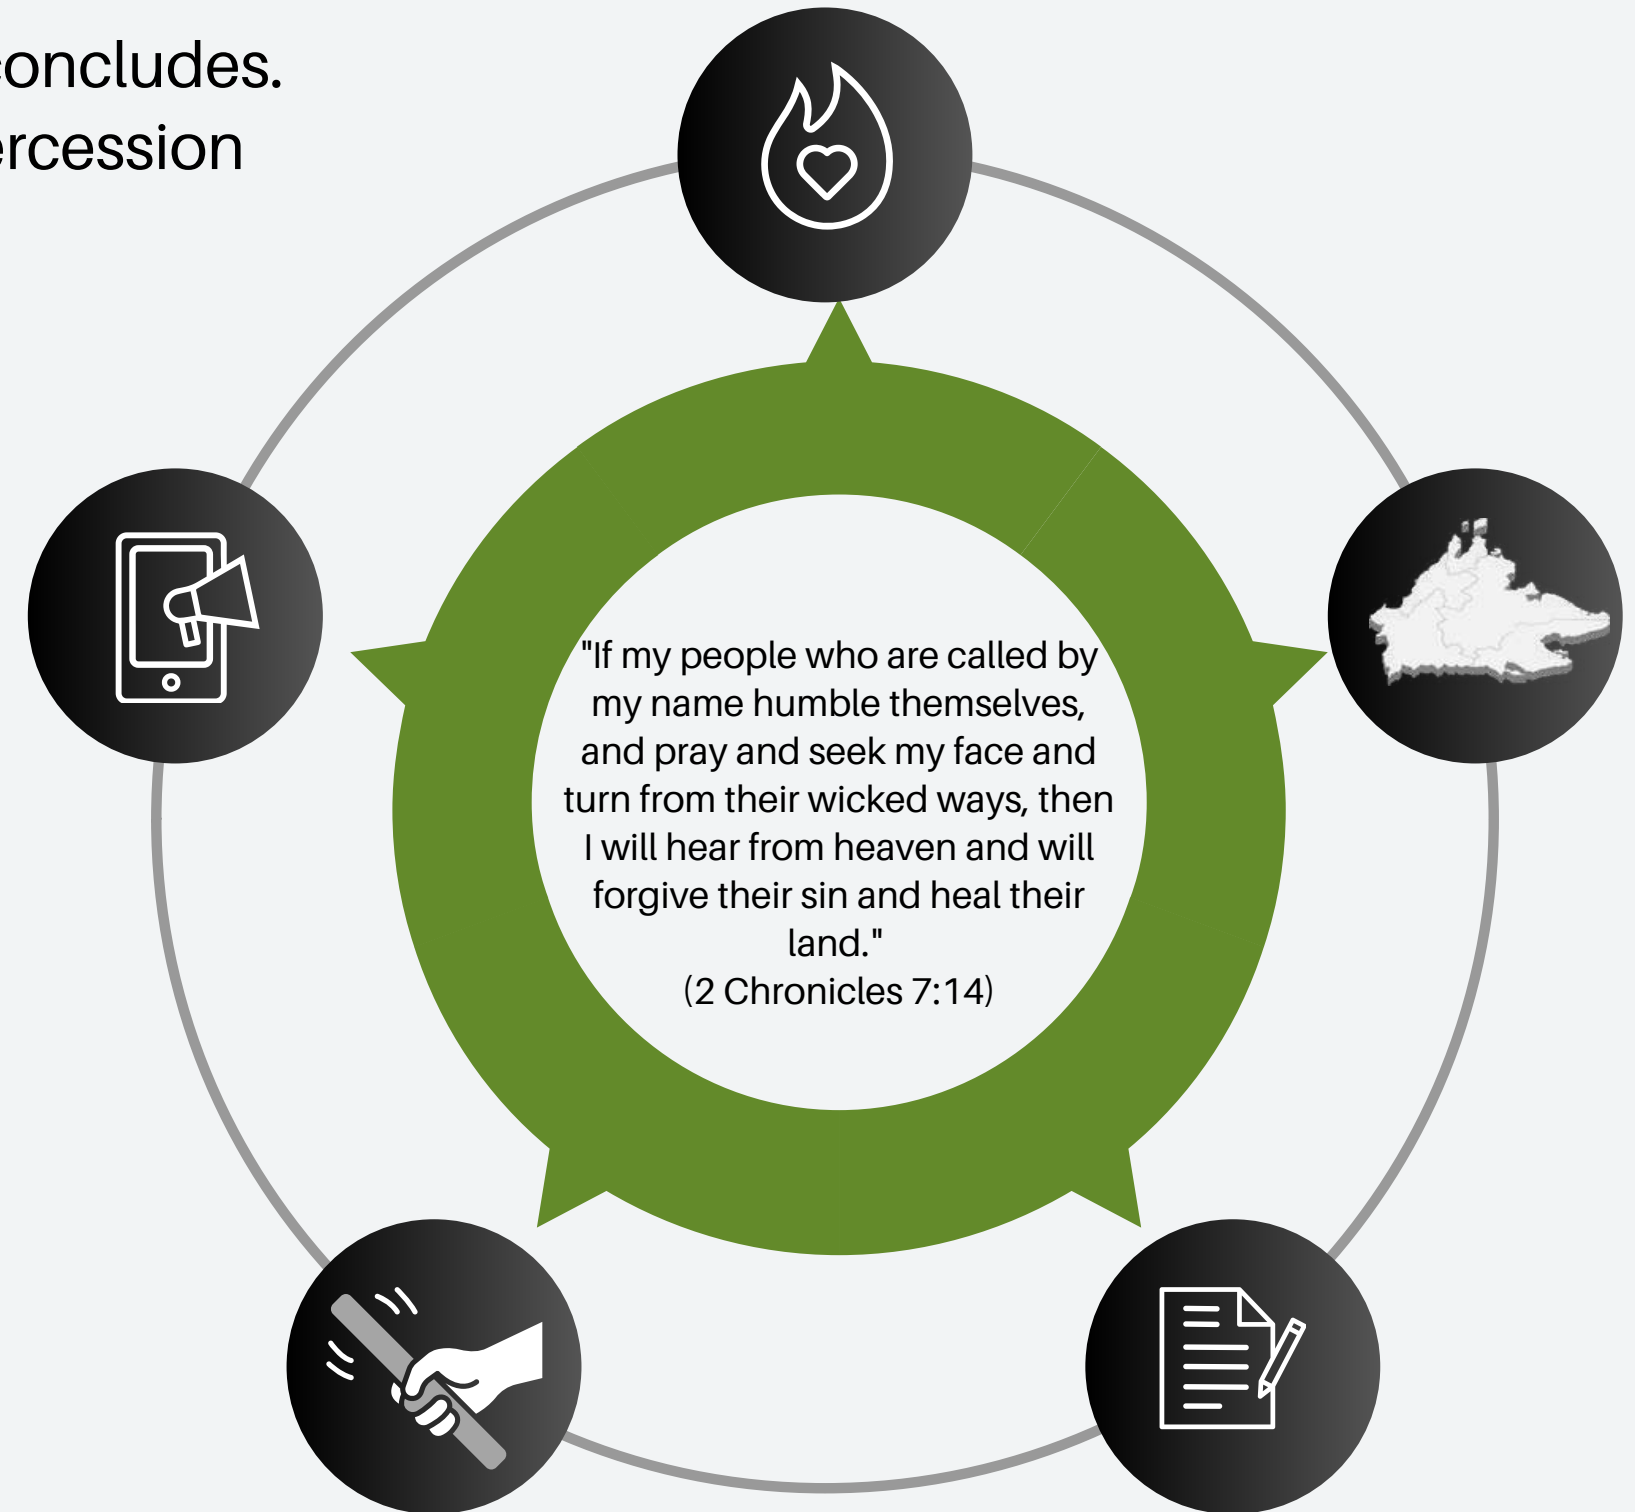 concludes.
ercession
"If my people who are called by
my name humble themselves,
and pray and seek my face and
turn from their wicked ways, then
I will hear from heaven and will
forgive their sin and heal their
land."
(2 Chronicles 7:14)